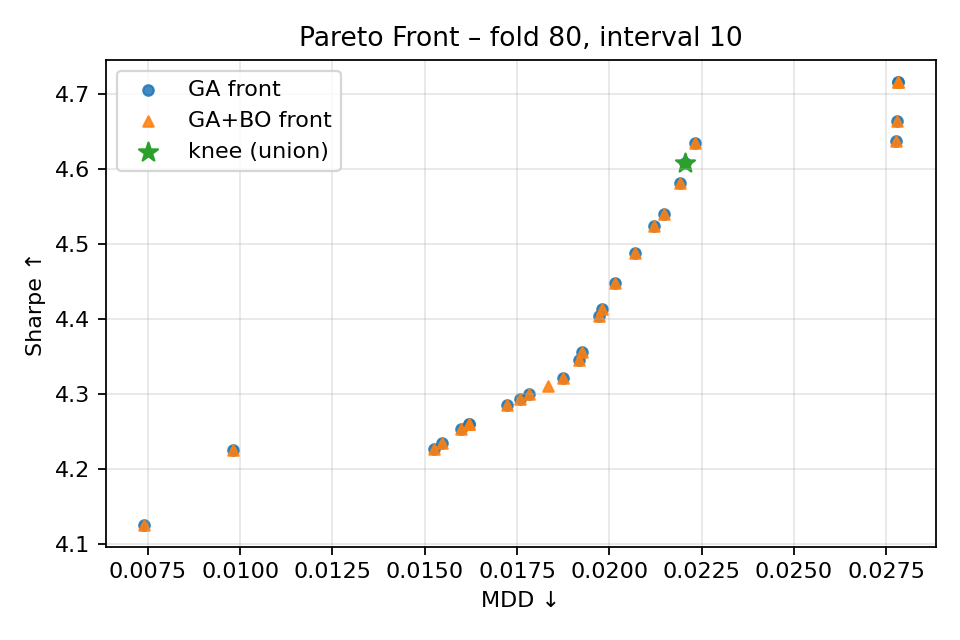 Pareto Front – fold 80, interval 10
GA front
GA+BO front
knee (union)
Sharpe ↑
4.7
4.6
4.5
4.4
4.3
4.2
4.1
0.0075 0.0100 0.0125 0.0150 0.0175 0.0200 0.0225 0.0250 0.0275
MDD ↓